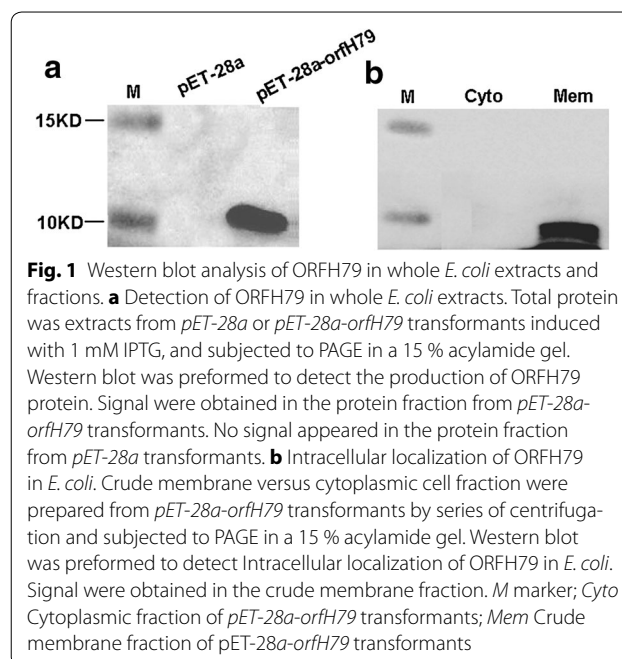 a
M pET-28a pET-28a-orfH79
15KD
10KD
b
M Cyto Mem
Fig. 1 Western blot analysis of ORFH79 in whole E. coli extracts and
fractions. a Detection of ORFH79 in whole E. coli extracts. Total protein
was extracts from pET-28a or pET-28a-orfH79 transformants induced
with 1 mM IPTG, and subjected to PAGE in a 15 % acylamide gel.
Western blot was preformed to detect the production of ORFH79
protein. Signal were obtained in the protein fraction from pET-28a-
orfH79 transformants. No signal appeared in the protein fraction
from pET-28a transformants. b Intracellular localization of ORFH79
in E. coli. Crude membrane versus cytoplasmic cell fraction were
prepared from pET-28a-orfH79 transformants by series of centrifuga-
tion and subjected to PAGE in a 15 % acylamide gel. Western blot
was preformed to detect Intracellular localization of ORFH79 in E. coli.
Signal were obtained in the crude membrane fraction. M marker; Cyto
Cytoplasmic fraction of pET-28a-orfH79 transformants; Mem Crude
membrane fraction of pET-28a-orfH79 transformants